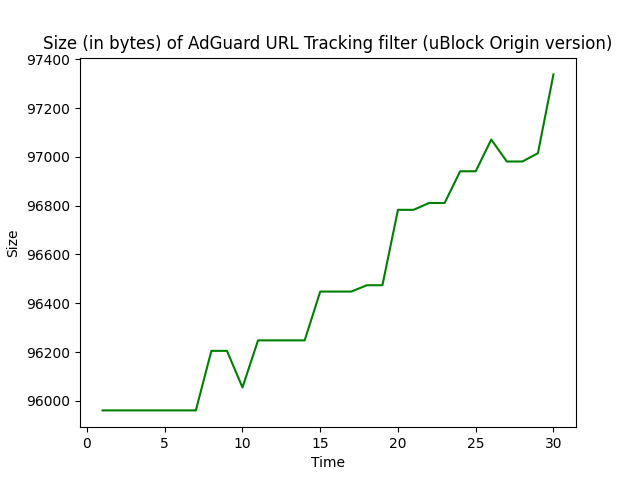 Size (in bytes) of AdGuard URL Tracking filter (uBlock Origin version)
97400
97200
97000
96800
96600
96400
96200
96000
Size
0 5 10 15 20 25 30
Time